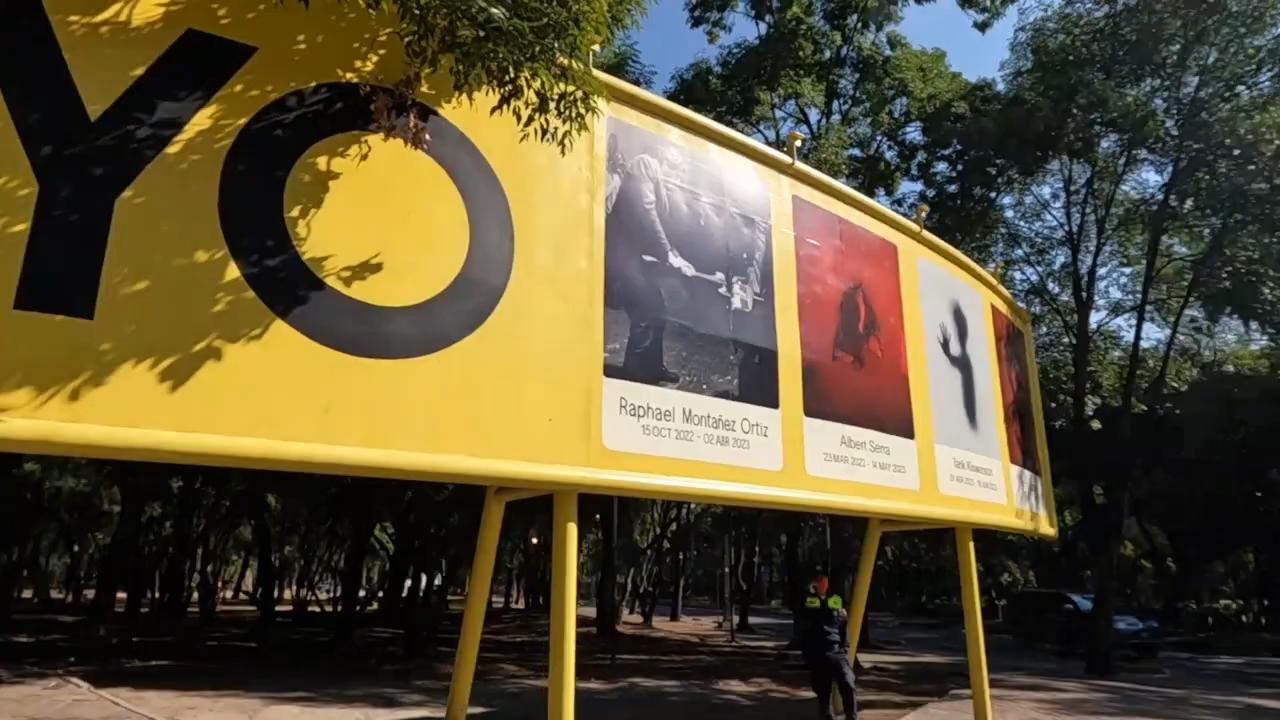 YO
Raphael Montañez Ortiz
15 OCT 2022 - 02 ABR 2023
Albert Serra
23 MAR 2023 - 14 MAY 2023
Tarik Kiswanson